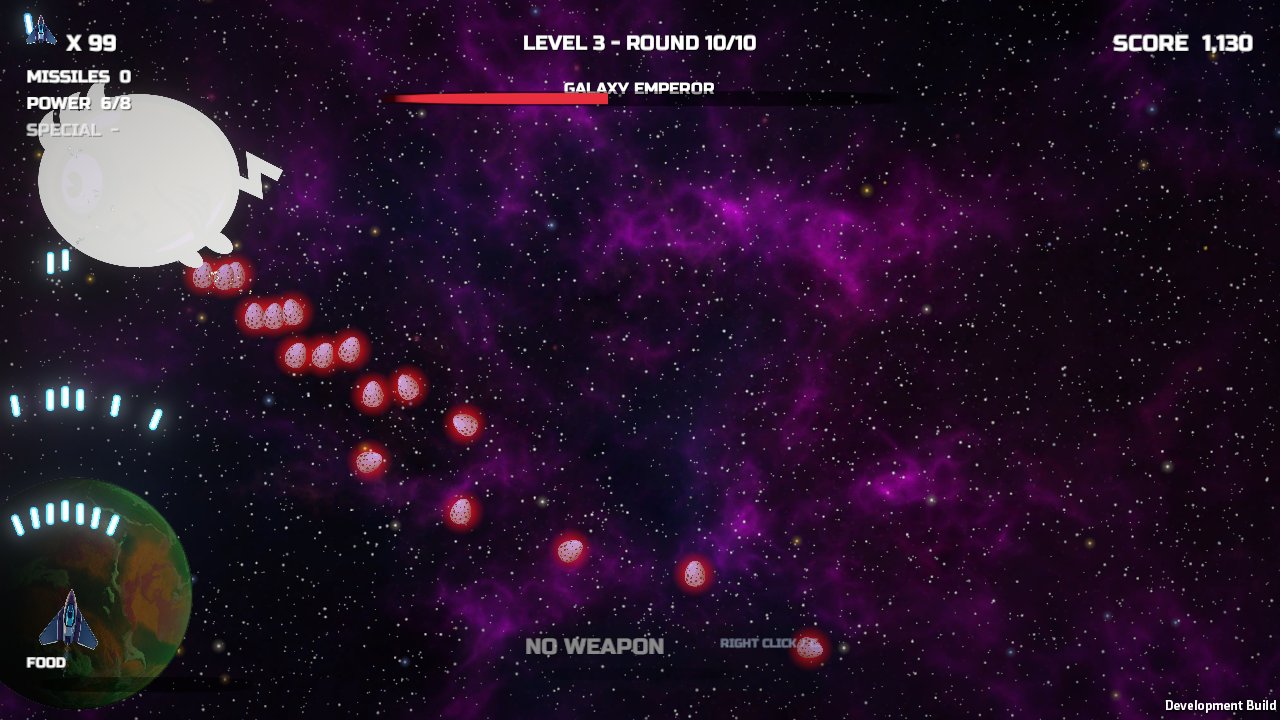 X 99
LEVEL 3 - ROUND 10/10
SCORE 1,130
MISSILES 0
POWER 6/8
SPECIAL -
GALAXY EMPEROR
NO WEAPON
RIGHT CLICK
FOOD
Development Build